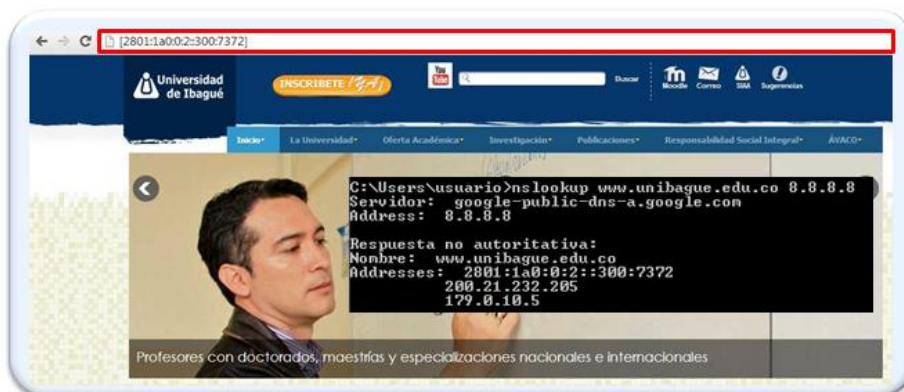 [2801:1a0:0:2::300:7372]
Universidad
de Ibagué
INSCRIBETE ¡YA!
You
Tube
Buscar
Moodle Correo SIAA Sugerencias
Inicio La Universidad Oferta Académica Investigación Publicaciones Responsabilidad Social Integral ÁVACO
C:\Users\usuario>nslookup www.unibague.edu.co 8.8.8.8
Servidor: google-public-dns-a.google.com
Address: 8.8.8.8
Respuesta no autoritativa:
Nombre: www.unibague.edu.co
Addresses: 2801:1a0:0:2::300:7372
200.21.232.205
179.0.10.5
Profesores con doctorados, maestrías y especializaciones nacionales e internacionales